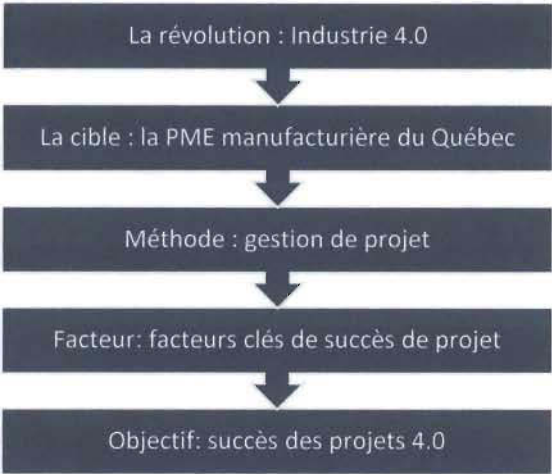 La révolution : Industrie 4.0
La cible : la PME manufacturière du Québec
Méthode : gestion de projet
Facteur: facteurs clés de succès de projet
Objectif: succès des projets 4.0